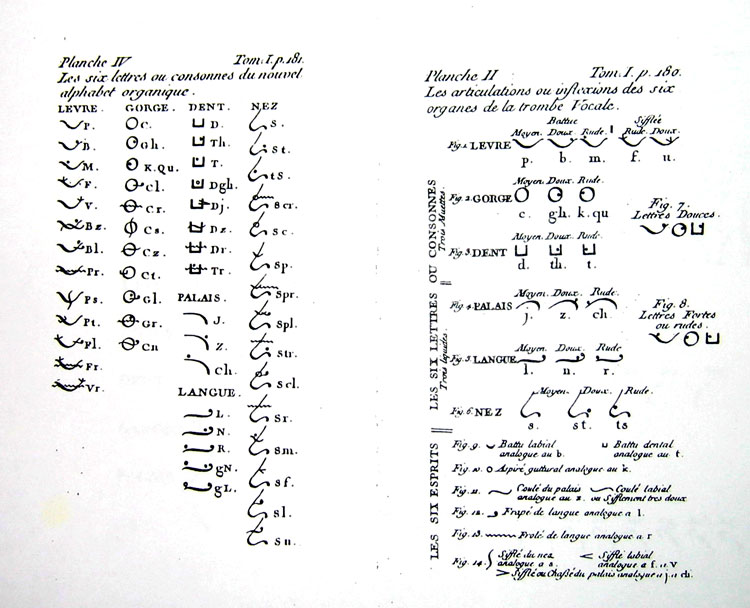 Planche IV Tom. I. p. 181.
Les six lettres ou consonnes du nouvel
alphabet organique.
LEVRE. GORGE. DENT. NEZ
P. C. D. S.
B. Gh. Th. St.
M. K.Qu. T. tS.
F. Cl. Dgh. Scr.
V. Cr. Dj. Sc.
Bz. Cs. Dz. Sp.
Bl. Cz. Dr. Spr.
Pr. Ct. Tr. Spl.
Ps. Gl. PALAIS. Str.
Pt. Gr. J. Scl.
Pl. Cn Z. Sr.
Fr. Ch. Sm.
Vr. LANGUE. Sf.
L. Sl.
N. Sn.
R.
gN.
gL.
Planche II Tom. I. p. 180.
Les articulations ou inflexions des six
organes de la trombe Vocale.
Battue Sifflée
Moyen Doux. Rude. Rude. Doux.
Fig. 1. LEVRE
p. b. m. f. u.
Moyen. Doux. Rude.
Fig. 2. GORGE
c. gh. k.qu
Moyen. Doux. Rude.
Fig. 3. DENT
d. th. t.
Fig. 7.
Lettres Douces.
Moyen. Doux. Rude.
Fig. 4. PALAIS
j. z. ch.
Fig. 8.
Lettres Fortes
ou rudes.
Moyen Doux. Rude
Fig. 5. LANGUE
l. n. r.
Moyen. Doux. Rude.
Fig. 6. NEZ
s. st. ts
LES SIX LETTRES OU CONSONNES
Trois Muettes.
Trois liquides
LES SIX ESPRITS
Fig. 9. Battu labial Battu dental
analogue au b. analogue au t.
Fig. 10. Aspiré guttural analogue au k.
Fig. 11. Coulé du palais Coulé labial
analogue au z. ou Sifflement tres doux
Fig. 12. Frapé de langue analogue a l.
Fig. 13. Frolé de langue analogue a r
Fig. 14. Sifflé du nez Sifflé labial
analogue a s. analogue a f. u V
Sifflé ou Chassé du palais analogue a j. u ch.